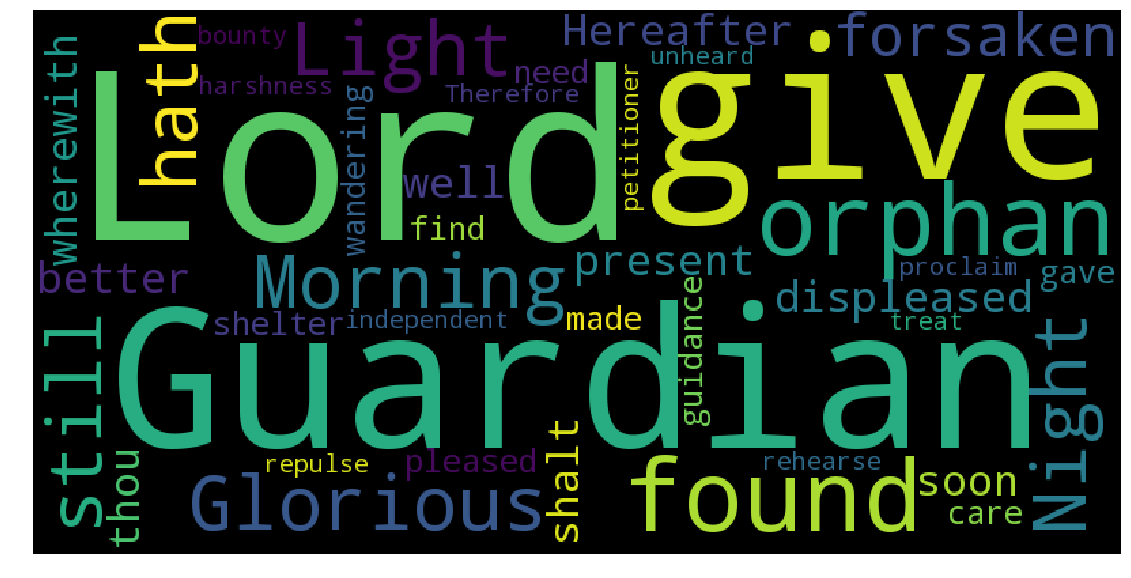 bounty
Light
Hereafter
forsaken
hath
wherewith
harshness
need
Therefore
unheard
Lord
give
wandering
well
petitioner
find
orphan
better
Morning
present
proclaim
gave
displeased
shelter
independent
made
guidance
treat
Guardian
still
Night
thou
repulse
pleased
shalt
rehearse
Glorious
found
soon
care